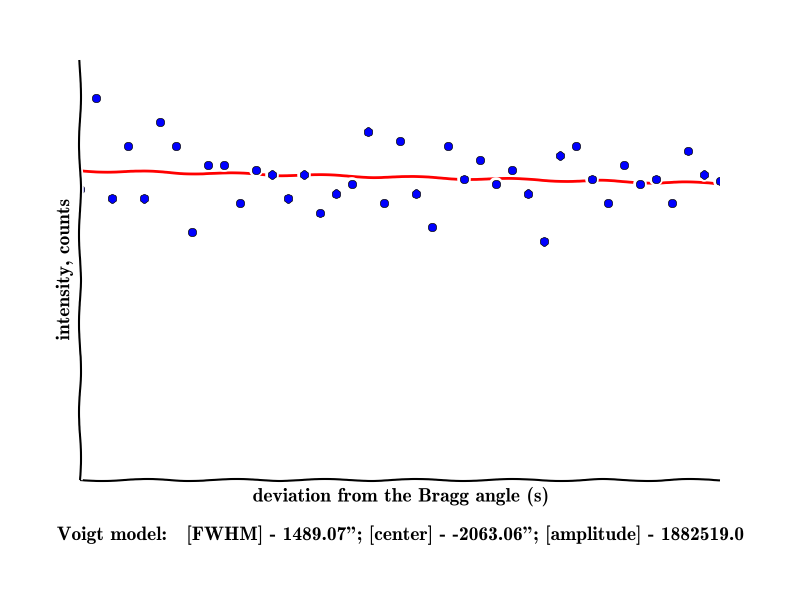 intensity, counts
deviation from the Bragg angle (s)
Voigt model: [FWHM] - 1489.07”; [center] - -2063.06”; [amplitude] - 1882519.0